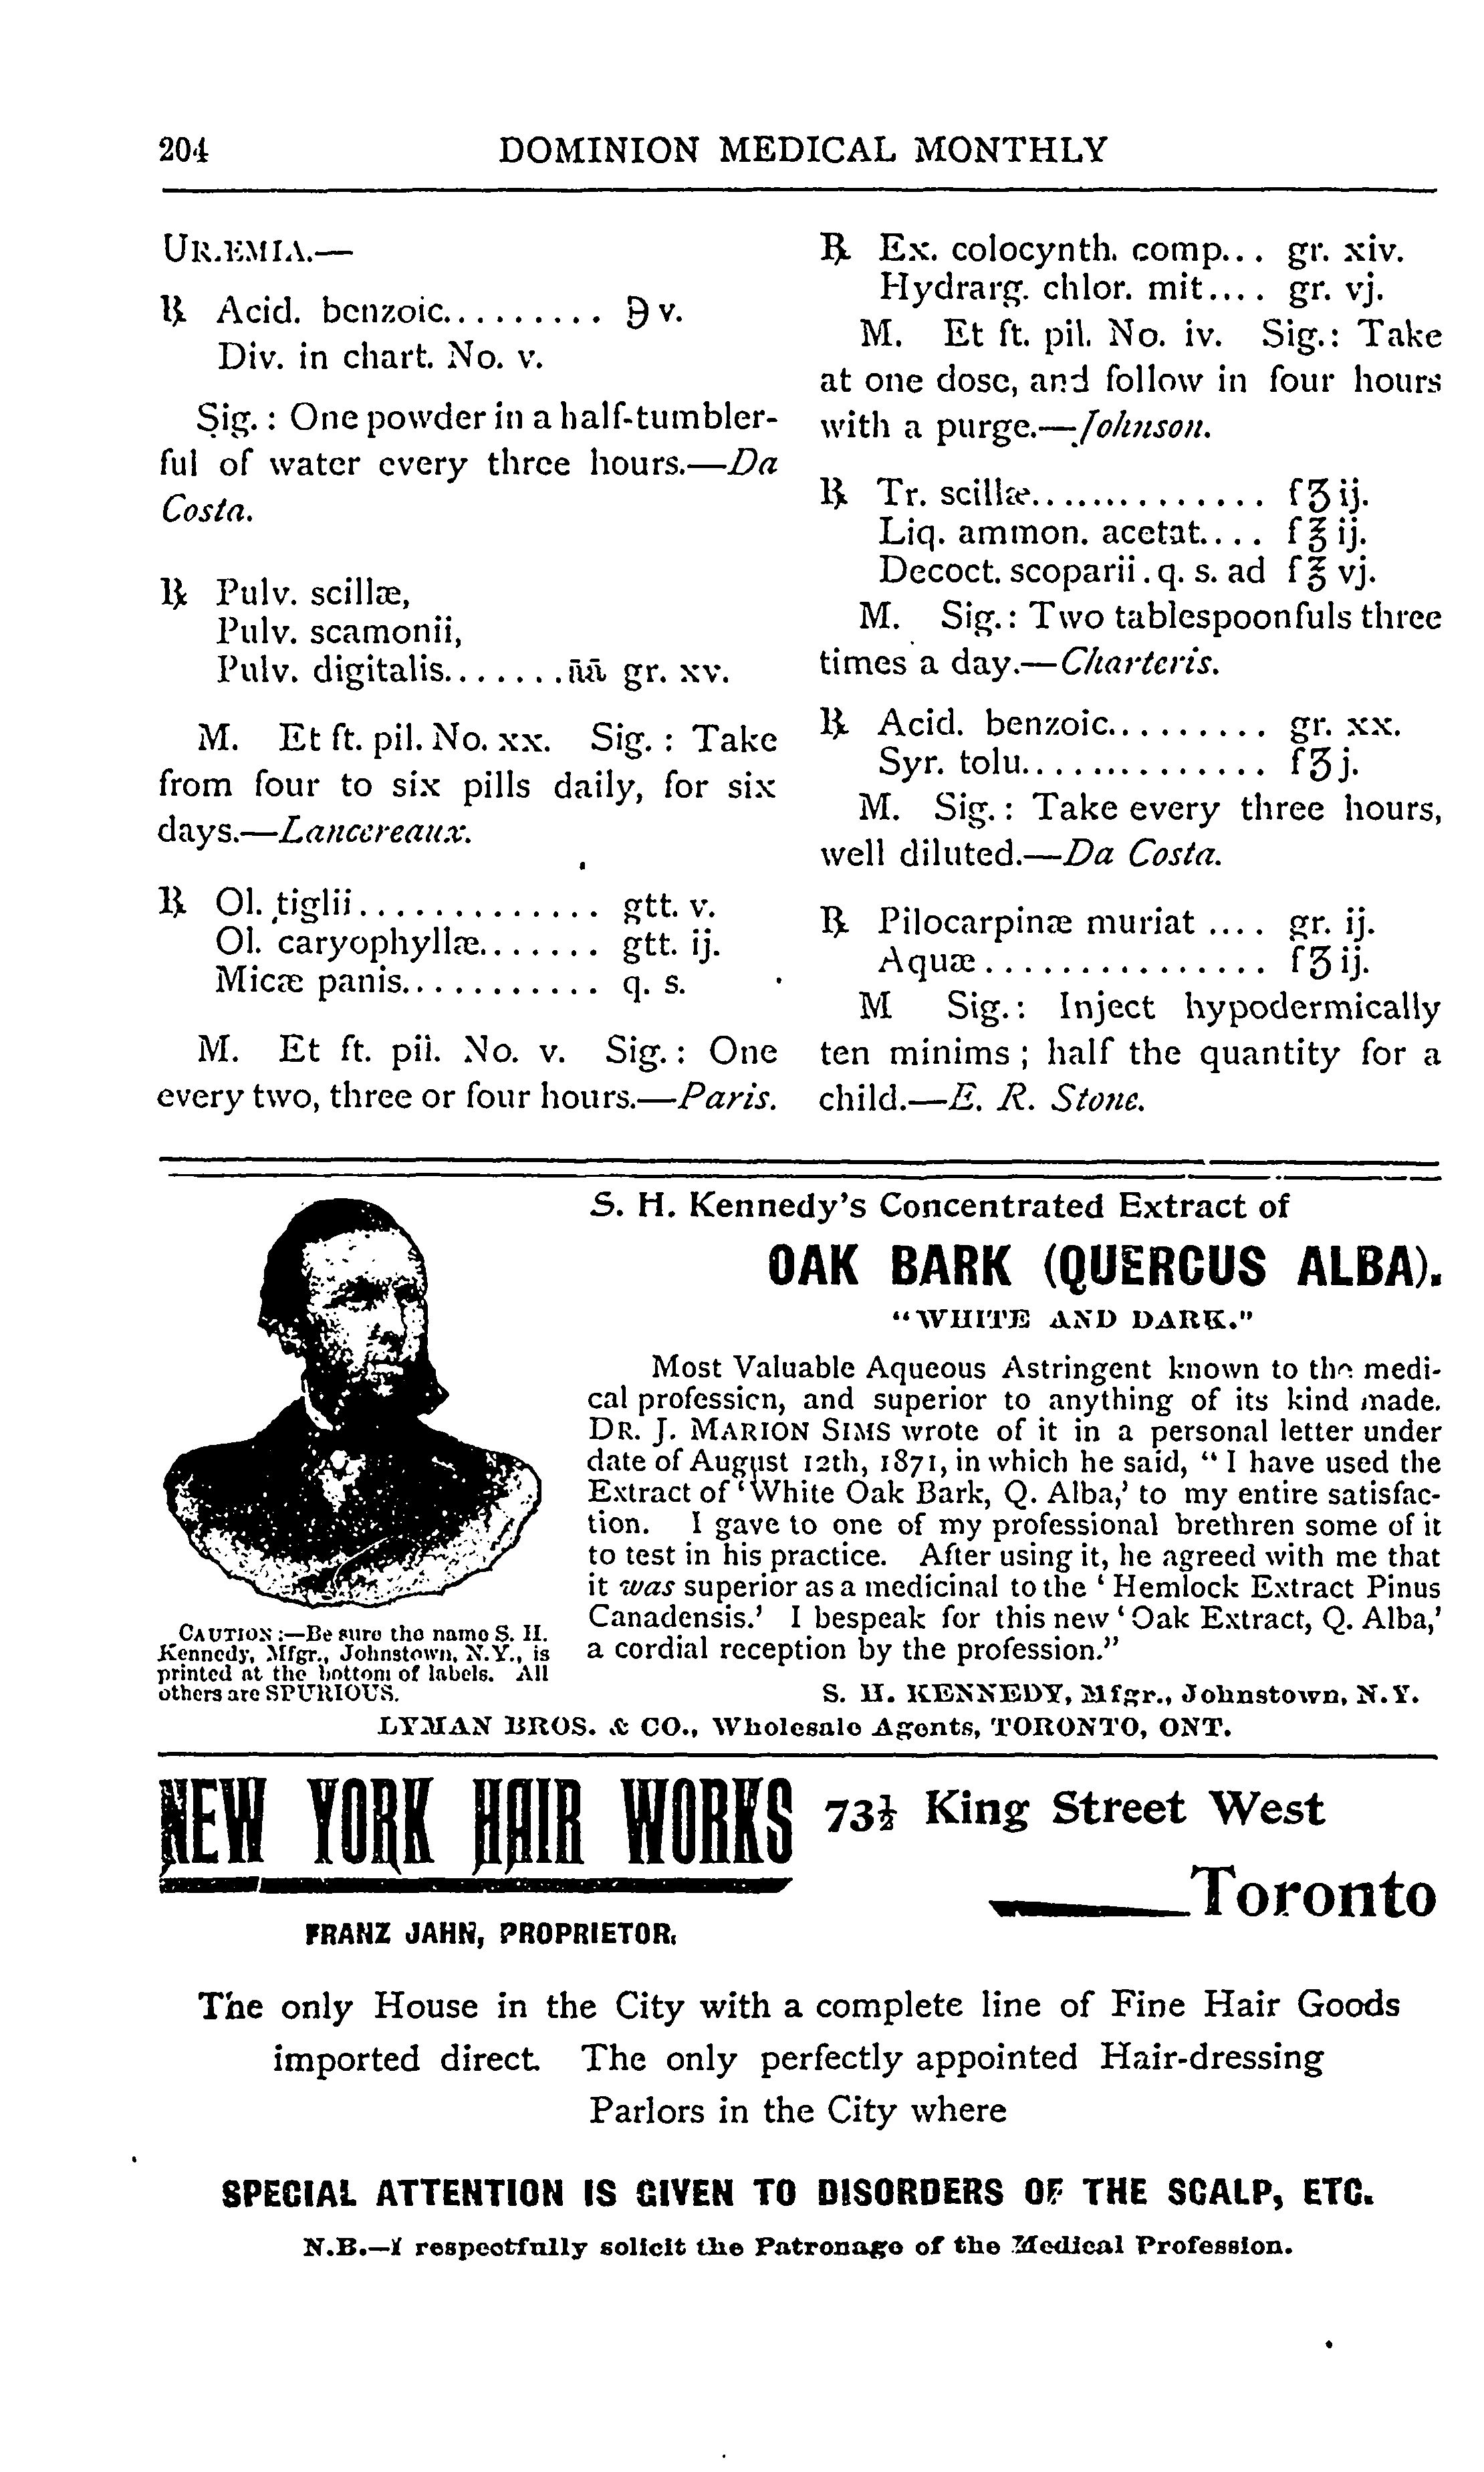 204 DOMINION MEDICAL MONTHLY
URÆMIA.—
℞ Acid. benzoic......... ℈ v.
Div. in chart. No. v.
Sig.: One powder in a half-tumbler-
ful of water every three hours.—Da
Costa.
℞ Pulv. scillæ,
Pulv. scamonii,
Pulv. digitalis.......āā gr. xv.
M. Et ft. pil. No. xx. Sig.: Take
from four to six pills daily, for six
days.—Lancereaux.
℞ Ol. tiglii............. gtt. v.
Ol. caryophyllæ....... gtt. ij.
Micæ panis........... q. s.
M. Et ft. pil. No. v. Sig.: One
every two, three or four hours.—Paris.
℞ Ex. colocynth. comp... gr. xiv.
Hydrarg. chlor. mit.... gr. vj.
M. Et ft. pil. No. iv. Sig.: Take
at one dose, and follow in four hours
with a purge.—Johnson.
℞ Tr. scillæ.............. fʒ ij.
Liq. ammon. acetat.... f℥ ij.
Decoct. scoparii . q. s. ad f℥ vj.
M. Sig.: Two tablespoonfuls three
times a day.—Charteris.
℞ Acid. benzoic......... gr. xx.
Syr. tolu.............. fʒ j.
M. Sig.: Take every three hours,
well diluted.—Da Costa.
℞ Pilocarpinæ muriat .... gr. ij.
Aquæ................ fʒ ij.
M Sig.: Inject hypodermically
ten minims; half the quantity for a
child.—E. R. Stone.
S. H. Kennedy's Concentrated Extract of
OAK BARK (QUERCUS ALBA).
"WHITE AND DARK."
Most Valuable Aqueous Astringent known to the medi-
cal profession, and superior to anything of its kind made.
DR. J. MARION SIMS wrote of it in a personal letter under
date of August 12th, 1871, in which he said, "I have used the
Extract of 'White Oak Bark, Q. Alba,' to my entire satisfac-
tion. I gave to one of my professional brethren some of it
to test in his practice. After using it, he agreed with me that
it was superior as a medicinal to the 'Hemlock Extract Pinus
Canadensis.' I bespeak for this new 'Oak Extract, Q. Alba,'
a cordial reception by the profession."
CAUTION:—Be sure the name S. H.
Kennedy, Mfgr., Johnstown, N.Y., is
printed at the bottom of labels. All
others are SPURIOUS.
S. H. KENNEDY, Mfgr., Johnstown, N.Y.
LYMAN BROS. & CO., Wholesale Agents, TORONTO, ONT.
NEW YORK HAIR WORKS 73½ King Street West
Toronto
FRANZ JAHN, PROPRIETOR.
The only House in the City with a complete line of Fine Hair Goods
imported direct The only perfectly appointed Hair-dressing
Parlors in the City where
SPECIAL ATTENTION IS GIVEN TO DISORDERS OF THE SCALP, ETC.
N.B.—I respectfully solicit the Patronage of the Medical Profession.